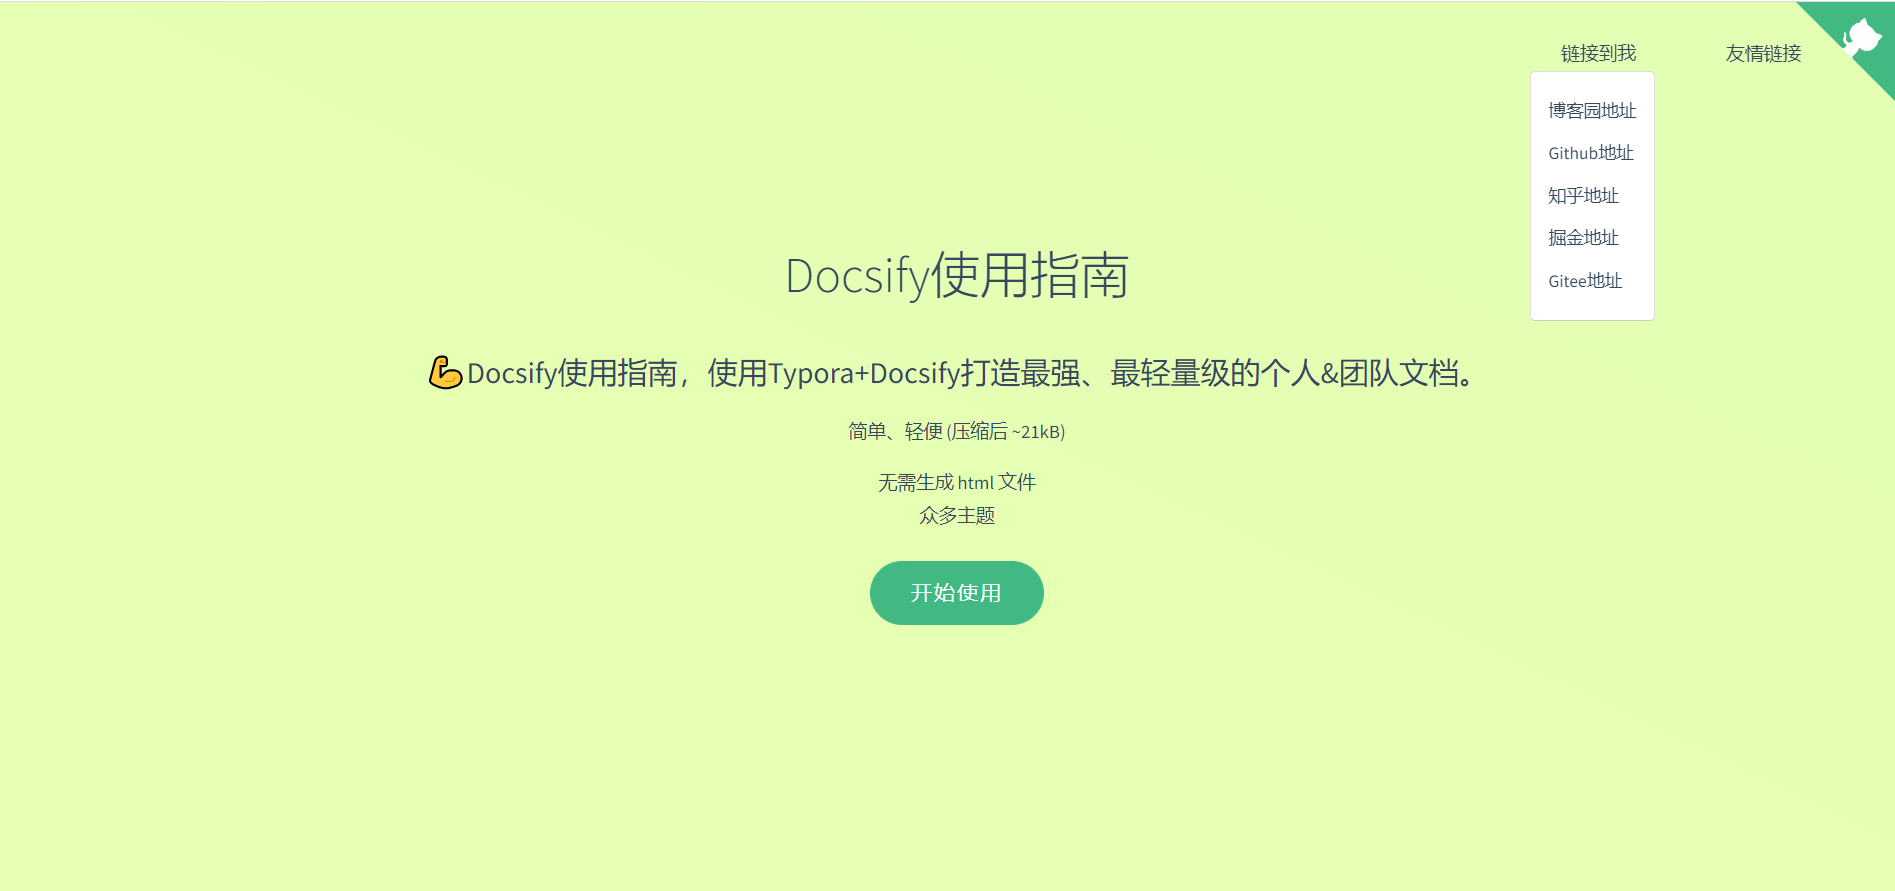 链接到我
友情链接
博客园地址
Github地址
知乎地址
掘金地址
Gitee地址
Docsify使用指南
💪Docsify使用指南，使用Typora+Docsify打造最强、最轻量级的个人&团队文档。
简单、轻便 (压缩后 ~21kB)
无需生成 html 文件
众多主题
开始使用